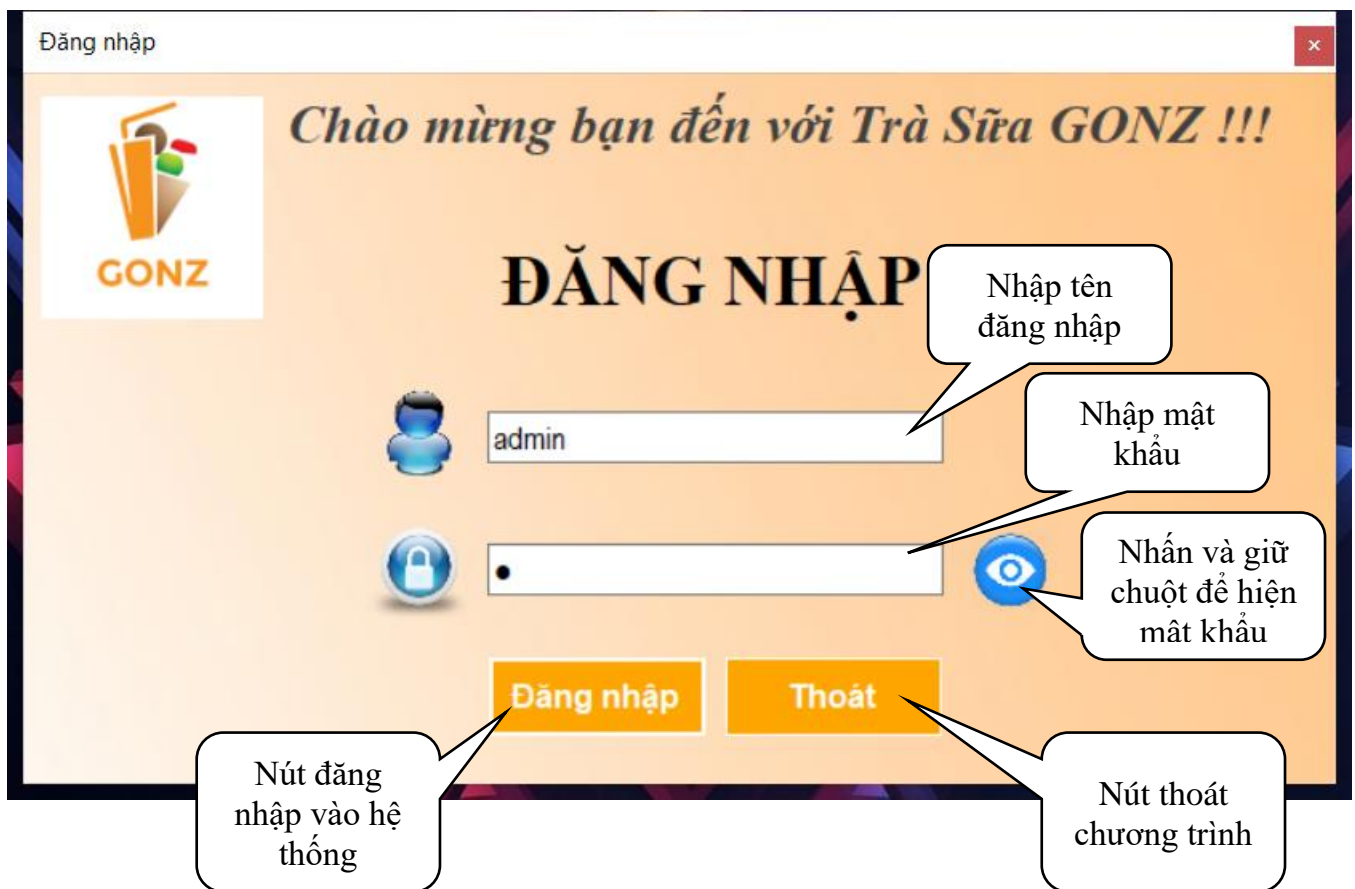 Đăng nhập
×
Chào mừng bạn đến với Trà Sữa GONZ !!!
GONZ
ĐĂNG NHẬP
Nhập tên
đăng nhập
admin
Nhập mật
khẩu
●
Nhấn và giữ
chuột để hiện
mât khẩu
Đăng nhập
Thoát
Nút đăng
nhập vào hệ
thống
Nút thoát
chương trình